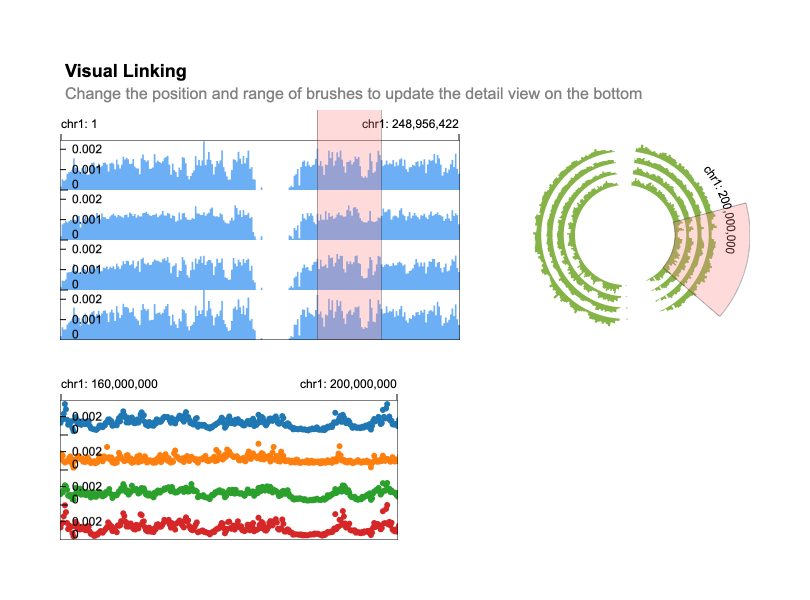 Visual Linking
Change the position and range of brushes to update the detail view on the bottom
chr1: 1
chr1: 248,956,422
0.002
0.001
0
0.002
0.001
0
0.002
0.001
0
0.002
0.001
0
chr1: 200,000,000
chr1: 160,000,000
chr1: 200,000,000
0.002
0
0.002
0
0.002
0
0.002
0